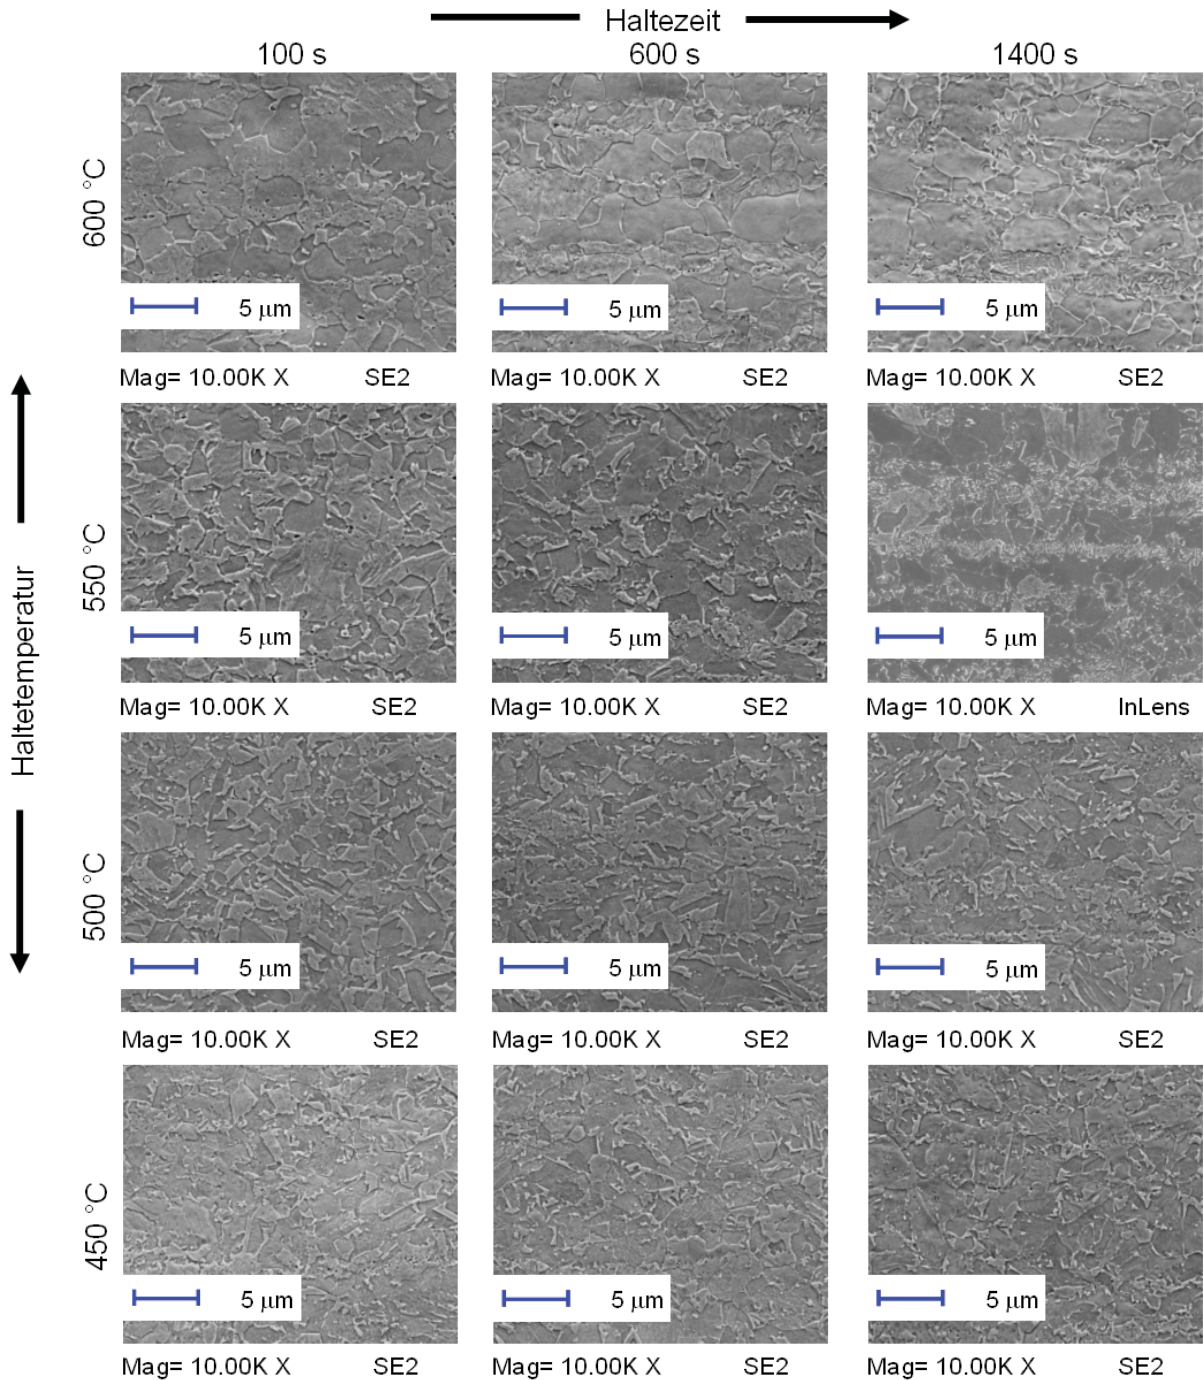 Haltezeit
100 s
600 s
1400 s
600 °C
5 μm
5 μm
5 μm
Mag= 10.00K X SE2
Mag= 10.00K X SE2
Mag= 10.00K X SE2
Haltetemperatur
550 °C
5 μm
5 μm
5 μm
Mag= 10.00K X SE2
Mag= 10.00K X SE2
Mag= 10.00K X InLens
500 °C
5 μm
5 μm
5 μm
Mag= 10.00K X SE2
Mag= 10.00K X SE2
Mag= 10.00K X SE2
450 °C
5 μm
5 μm
5 μm
Mag= 10.00K X SE2
Mag= 10.00K X SE2
Mag= 10.00K X SE2